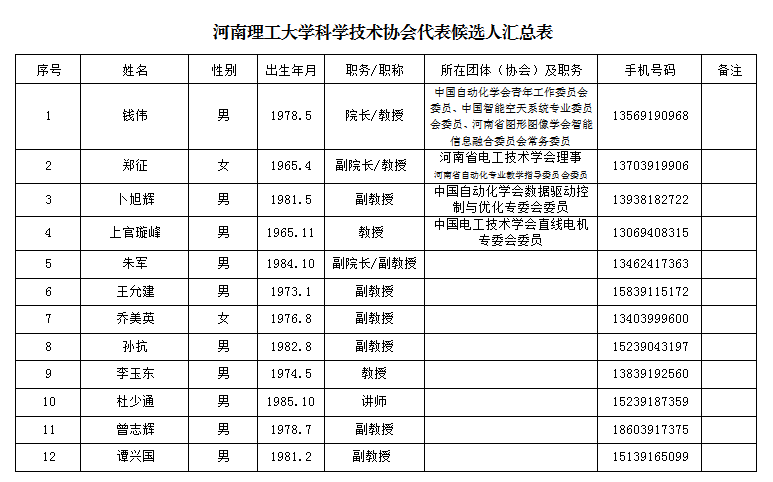 河南理工大学科学技术协会代表候选人汇总表
序号 姓名 性别 出生年月 职务/职称 所在团体（协会）及职务 手机号码 备注
1 钱伟 男 1978.5 院长/教授 中国自动化学会青年工作委员会 13569190968
委员、中国智能空天系统专业委员
会委员、河南省图形图像学会智能
信息融合委员会常务委员
2 郑征 女 1965.4 副院长/教授 河南省电工技术学会理事 13703919906
河南省自动化专业教学指导委员会委员
3 卜旭辉 男 1981.5 副教授 中国自动化学会数据驱动控 13938182722
制与优化专委会委员
4 上官璇峰 男 1965.11 教授 中国电工技术学会直线电机 13069408315
专委会委员
5 朱军 男 1984.10 副院长/副教授 13462417363
6 王允建 男 1973.1 副教授 15839115172
7 乔美英 女 1976.8 副教授 13403999600
8 孙抗 男 1982.8 副教授 15239043197
9 李玉东 男 1974.5 教授 13839192560
10 杜少通 男 1985.10 讲师 15239187359
11 曾志辉 男 1978.7 副教授 18603917375
12 谭兴国 男 1981.2 副教授 15139165099